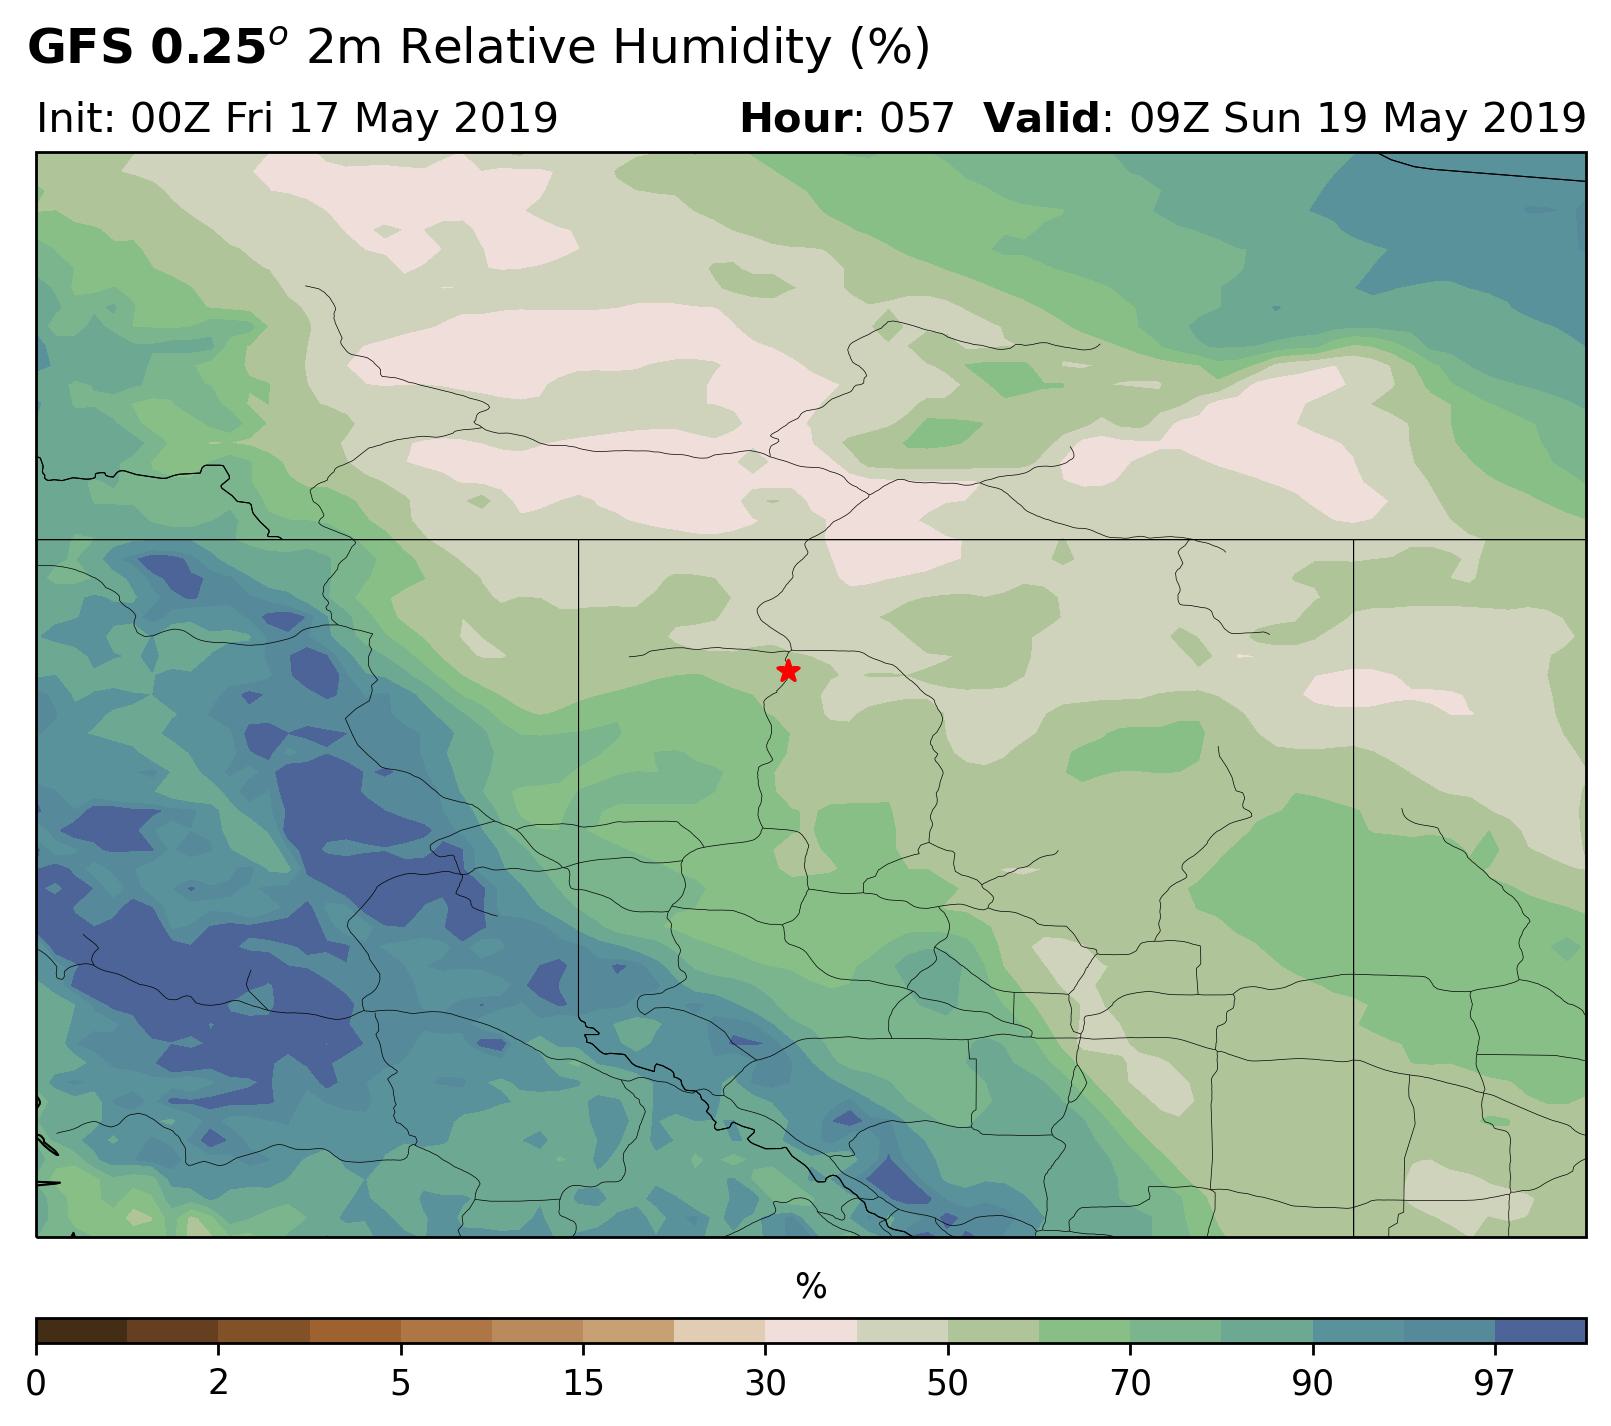 GFS 0.25° 2m Relative Humidity (%)
Init: 00Z Fri 17 May 2019 Hour: 057 Valid: 09Z Sun 19 May 2019
%
0 2 5 15 30 50 70 90 97